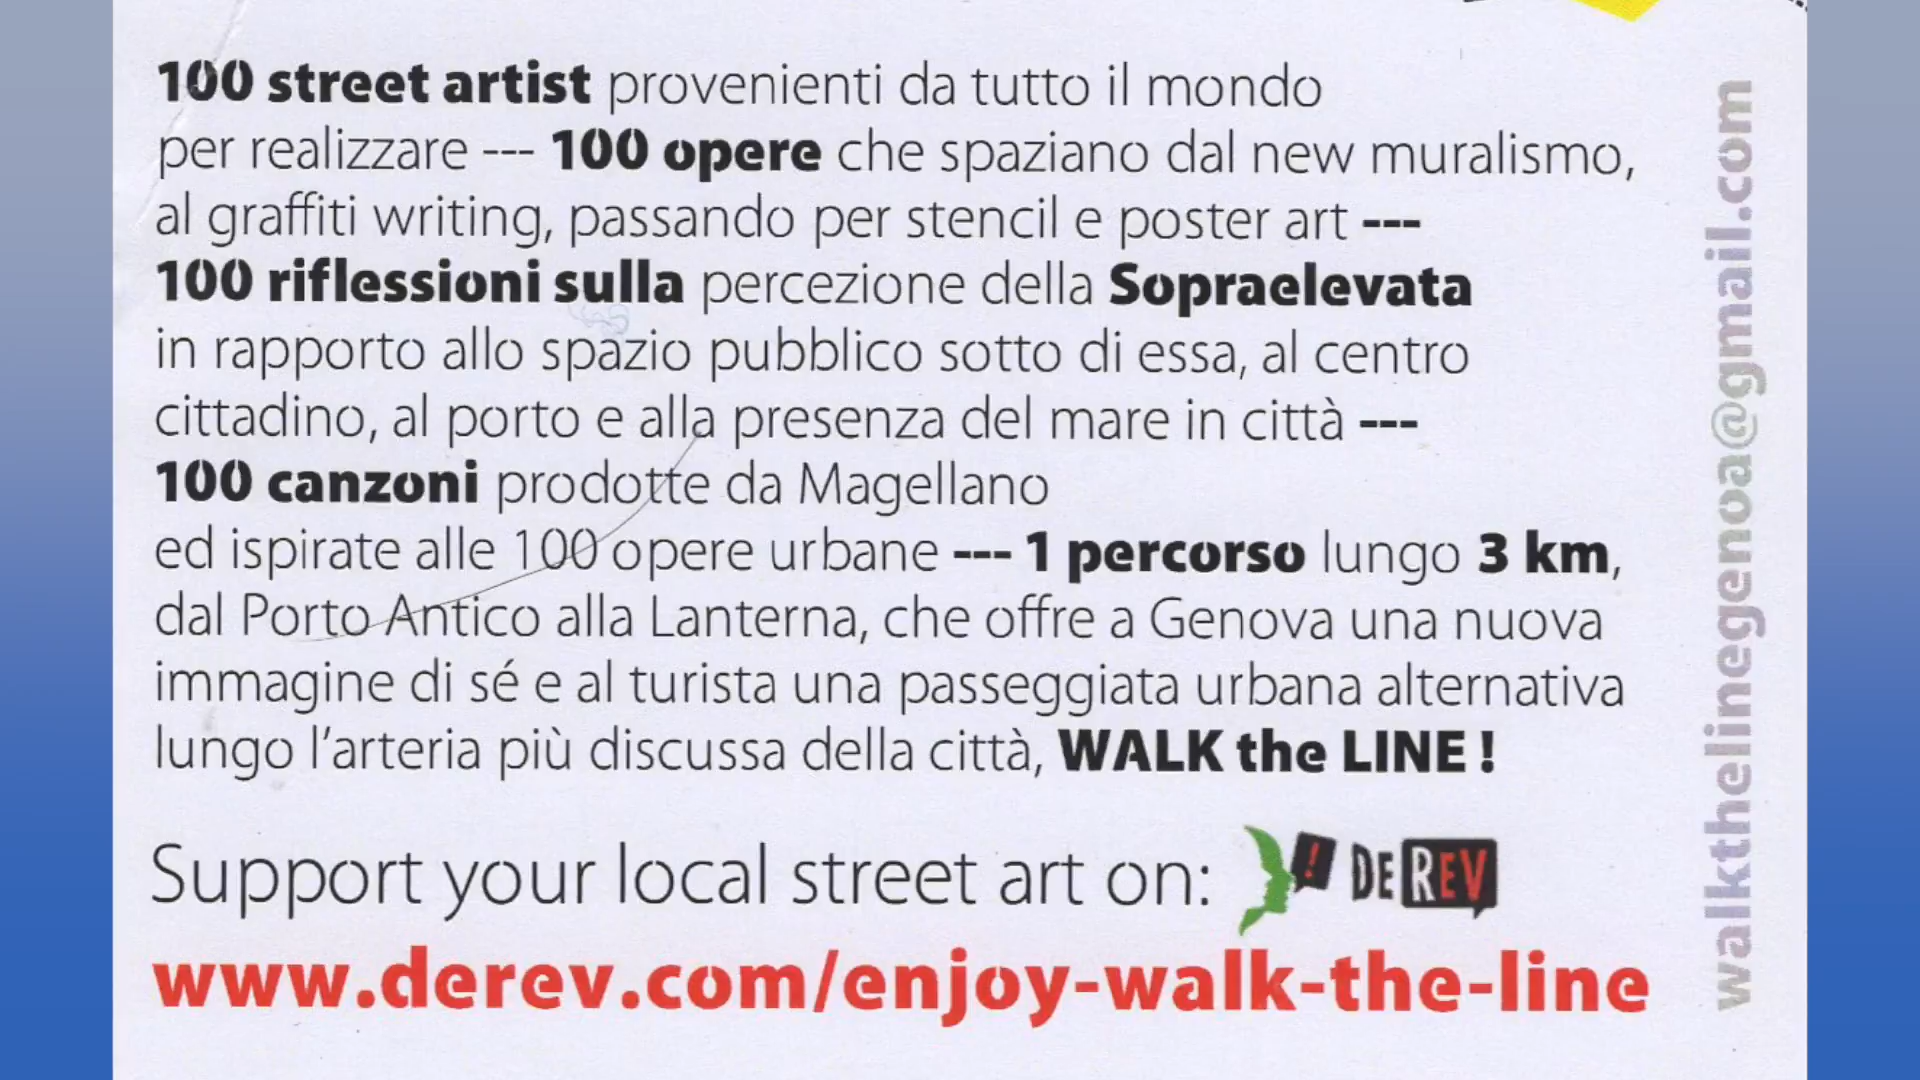 100 street artist provenienti da tutto il mondo
per realizzare --- 100 opere che spaziano dal new muralismo,
al graffiti writing, passando per stencil e poster art ---
100 riflessioni sulla percezione della Sopraelevata
in rapporto allo spazio pubblico sotto di essa, al centro
cittadino, al porto e alla presenza del mare in città ---
100 canzoni prodotte da Magellano
ed ispirate alle 100 opere urbane --- 1 percorso lungo 3 km,
dal Porto Antico alla Lanterna, che offre a Genova una nuova
immagine di sé e al turista una passeggiata urbana alternativa
lungo l'arteria più discussa della città, WALK the LINE !
Support your local street art on: ! DEREV
www.derev.com/enjoy-walk-the-line
walkthelinegenoa@gmail.com